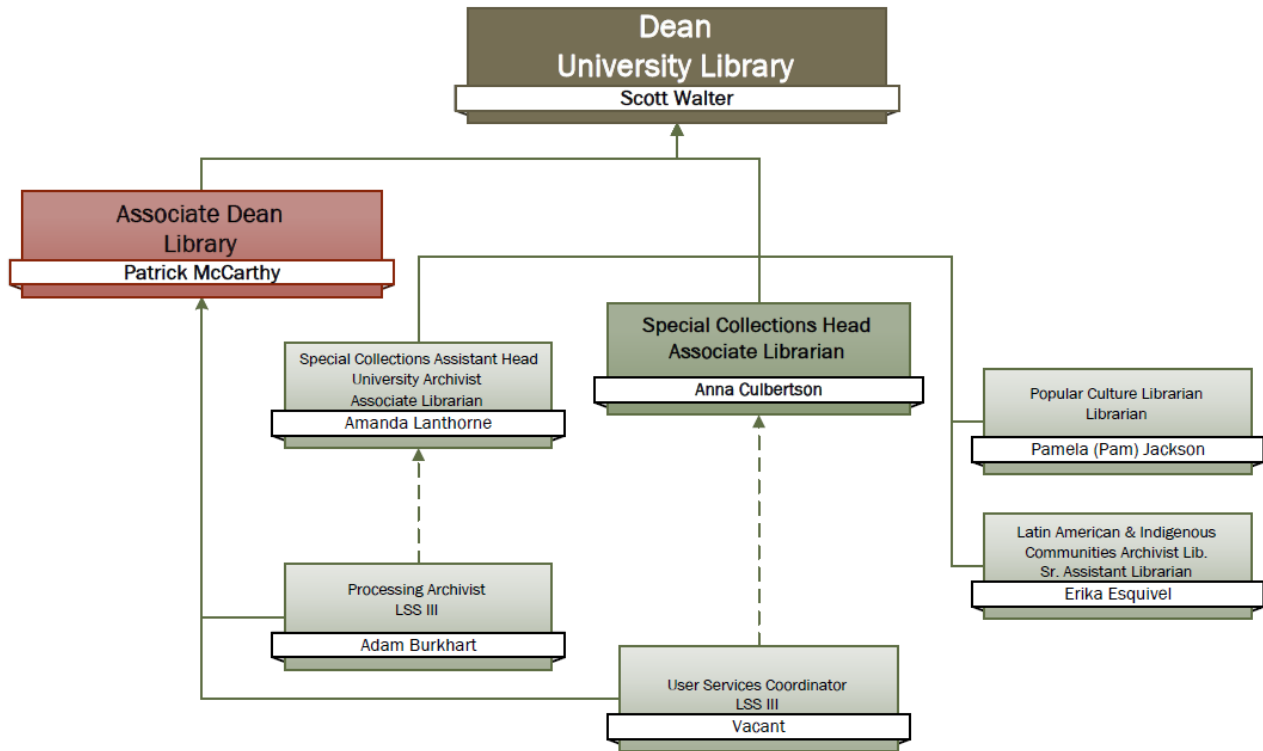 Dean
University Library
Scott Walter
Associate Dean
Library
Patrick McCarthy
Special Collections Assistant Head
University Archivist
Associate Librarian
Amanda Lanthorne
Special Collections Head
Associate Librarian
Anna Culbertson
Popular Culture Librarian
Librarian
Pamela (Pam) Jackson
Latin American & Indigenous
Communities Archivist Lib.
Sr. Assistant Librarian
Erika Esquivel
Processing Archivist
LSS III
Adam Burkhart
User Services Coordinator
LSS III
Vacant